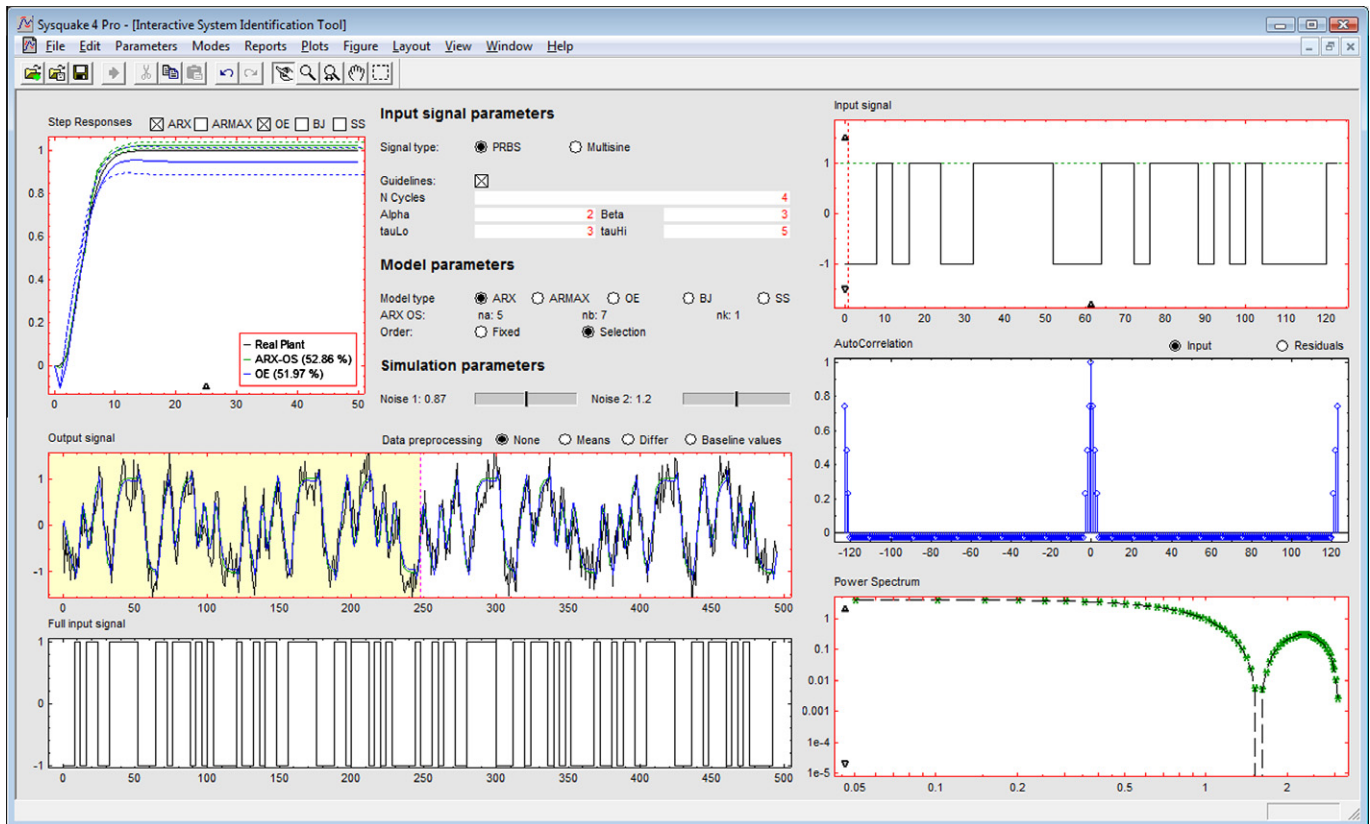 Sysquake 4 Pro - [Interactive System Identification Tool]
File Edit Parameters Modes Reports Plots Figure Layout View Window Help
Step Responses ARX ARMAX OE BJ SS
1
0.8
0.6
0.4
0.2
0
0 10 20 30 40 50
Real Plant
ARX-OS (52.86 %)
OE (51.97 %)
Input signal parameters
Signal type: PRBS Multisine
Guidelines:
N Cycles 4
Alpha 2 Beta 3
tauLo 3 tauHi 5
Model parameters
Model type ARX ARMAX OE BJ SS
ARX OS: na: 5 nb: 7 nk: 1
Order: Fixed Selection
Simulation parameters
Noise 1: 0.87 Noise 2: 1.2
Data preprocessing None Means Differ Baseline values
Output signal
1
0
-1
0 50 100 150 200 250 300 350 400 450 500
Full input signal
1
0
-1
0 50 100 150 200 250 300 350 400 450 500
Input signal
1
0
-1
0 10 20 30 40 50 60 70 80 90 100 110 120
AutoCorrelation Input Residuals
1
0.8
0.6
0.4
0.2
0
-120 -100 -80 -60 -40 -20 0 20 40 60 80 100 120
Power Spectrum
1
0.1
0.01
0.001
1e-4
1e-5
0.05 0.1 0.2 0.5 1 2